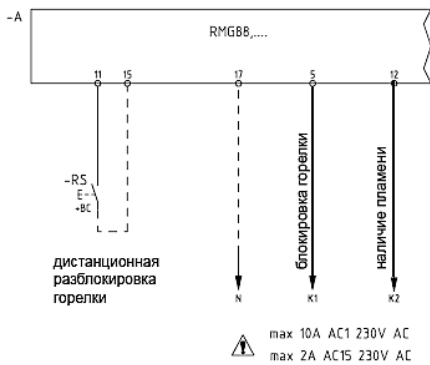 -A
RMG88,....
11 15 17 5 12
-RS
E--
+BC
блокировка горелки
наличие пламени
дистанционная
разблокировка
горелки
N K1 K2
max 10A AC1 230V AC
max 2A AC15 230V AC